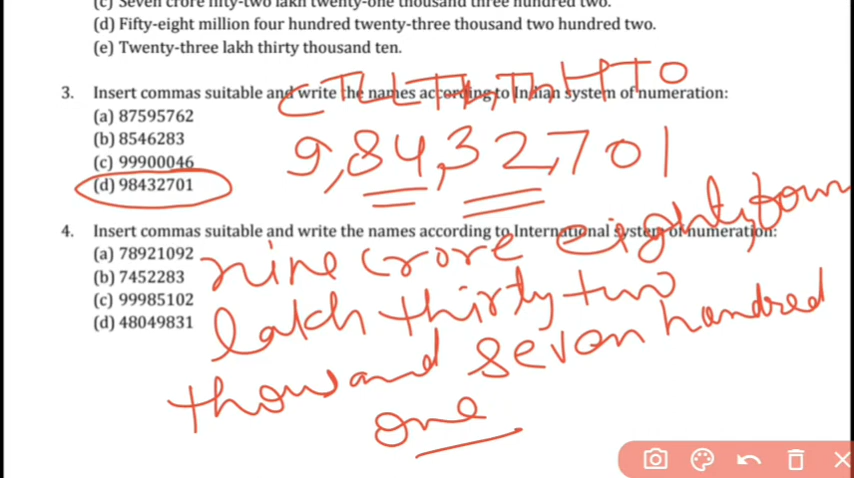 (c) Seven crore fifty-two lakh twenty-one thousand three hundred two.
(d) Fifty-eight million four hundred twenty-three thousand two hundred two.
(e) Twenty-three lakh thirty thousand ten.
C TL L TTh Th H T O
3. Insert commas suitable and write the names according to Indian system of numeration:
(a) 87595762
(b) 8546283
(c) 99900046
(d) 98432701
9,84,32,701
4. Insert commas suitable and write the names according to International system of numeration:
(a) 78921092
(b) 7452283
(c) 99985102
(d) 48049831
nine crore eighty four
lakh thirty two
thousand seven hundred
one